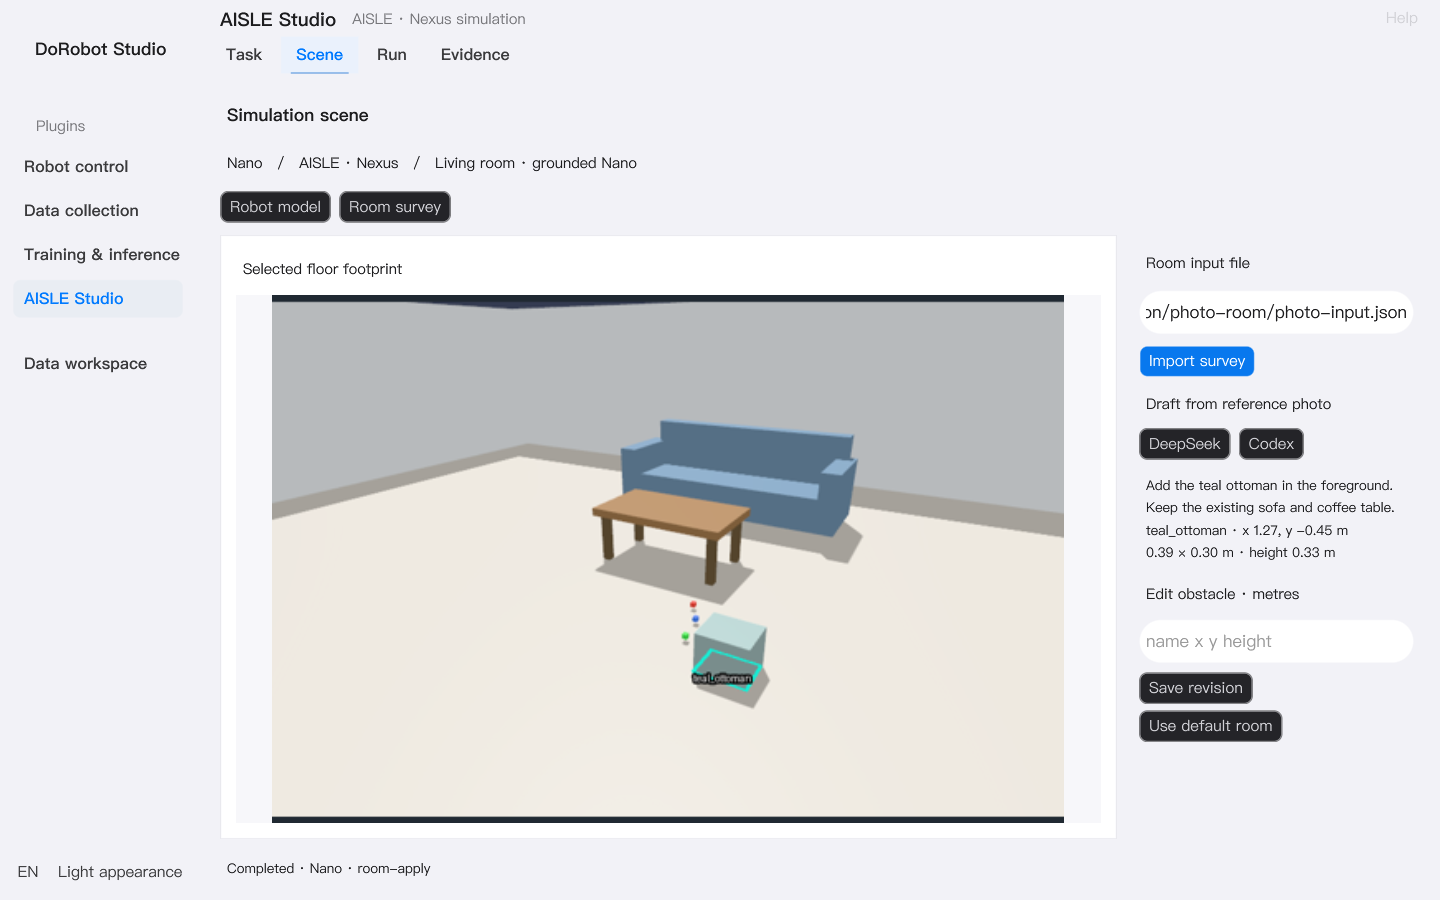 DoRobot Studio
Plugins
Robot control
Data collection
Training & inference
AISLE Studio
Data workspace
EN Light appearance
AISLE Studio AISLE · Nexus simulation
Help
Task Scene Run Evidence
Simulation scene
Nano / AISLE · Nexus / Living room · grounded Nano
Robot model Room survey
Selected floor footprint
teal_ottoman
Completed · Nano · room-apply
Room input file
on/photo-room/photo-input.json
Import survey
Draft from reference photo
DeepSeek Codex
Add the teal ottoman in the foreground.
Keep the existing sofa and coffee table.
teal_ottoman · x 1.27, y -0.45 m
0.39 × 0.30 m · height 0.33 m
Edit obstacle · metres
name x y height
Save revision
Use default room